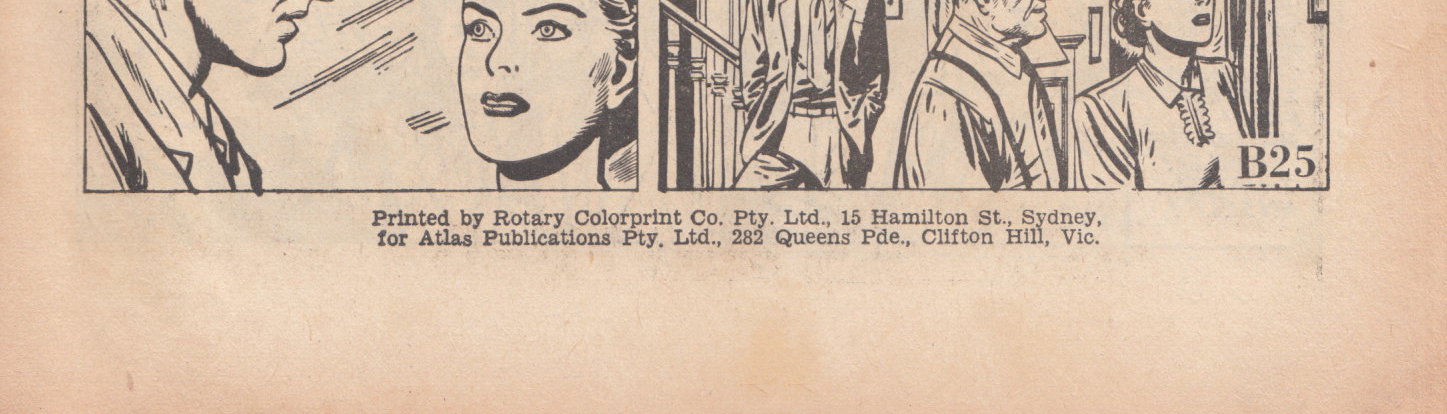 B25
Printed by Rotary Colorprint Co. Pty. Ltd., 15 Hamilton St., Sydney,
for Atlas Publications Pty. Ltd., 282 Queens Pde., Clifton Hill, Vic.